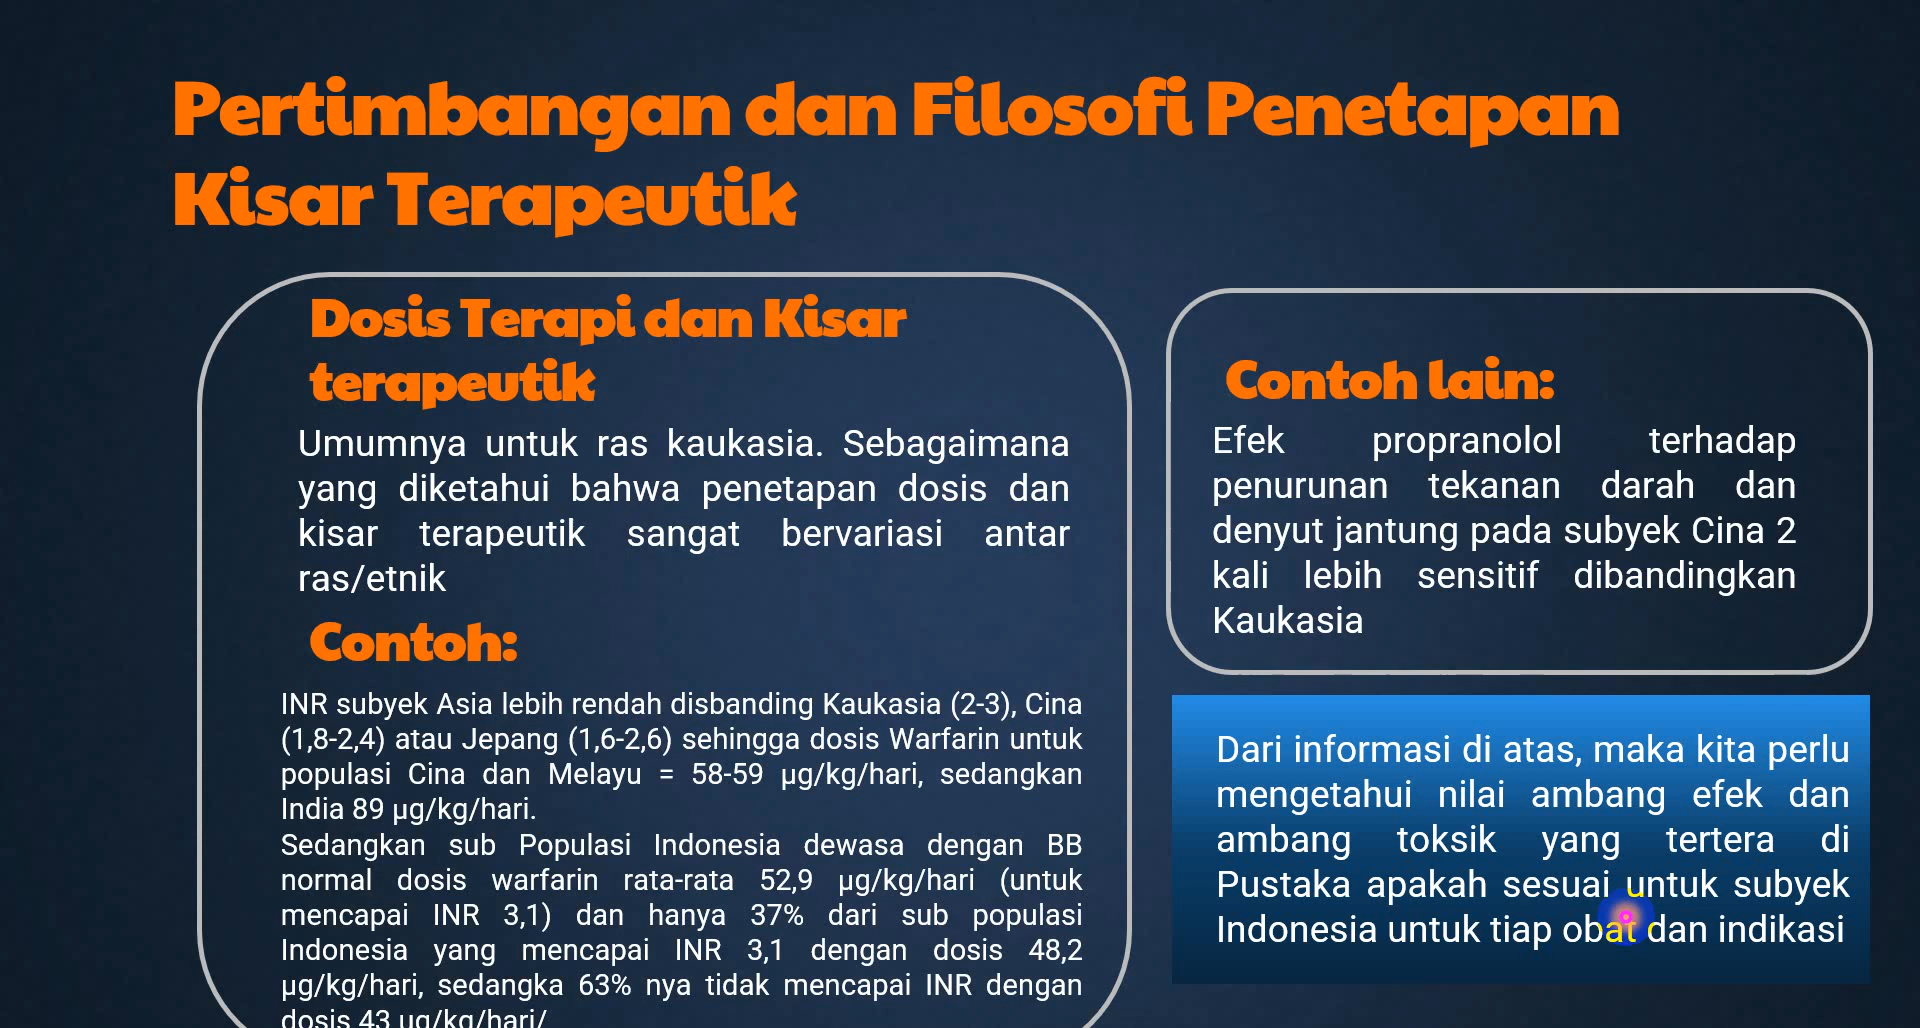 Pertimbangan dan Filosofi Penetapan
Kisar Terapeutik
Dosis Terapi dan Kisar
terapeutik
Umumnya untuk ras kaukasia. Sebagaimana
yang diketahui bahwa penetapan dosis dan
kisar terapeutik sangat bervariasi antar
ras/etnik
Contoh:
INR subyek Asia lebih rendah disbanding Kaukasia (2-3), Cina
(1,8-2,4) atau Jepang (1,6-2,6) sehingga dosis Warfarin untuk
populasi Cina dan Melayu = 58-59 µg/kg/hari, sedangkan
India 89 µg/kg/hari.
Sedangkan sub Populasi Indonesia dewasa dengan BB
normal dosis warfarin rata-rata 52,9 µg/kg/hari (untuk
mencapai INR 3,1) dan hanya 37% dari sub populasi
Indonesia yang mencapai INR 3,1 dengan dosis 48,2
µg/kg/hari, sedangka 63% nya tidak mencapai INR dengan
dosis 43 µg/kg/hari/
Contoh lain:
Efek propranolol terhadap
penurunan tekanan darah dan
denyut jantung pada subyek Cina 2
kali lebih sensitif dibandingkan
Kaukasia
Dari informasi di atas, maka kita perlu
mengetahui nilai ambang efek dan
ambang toksik yang tertera di
Pustaka apakah sesuai untuk subyek
Indonesia untuk tiap obat dan indikasi